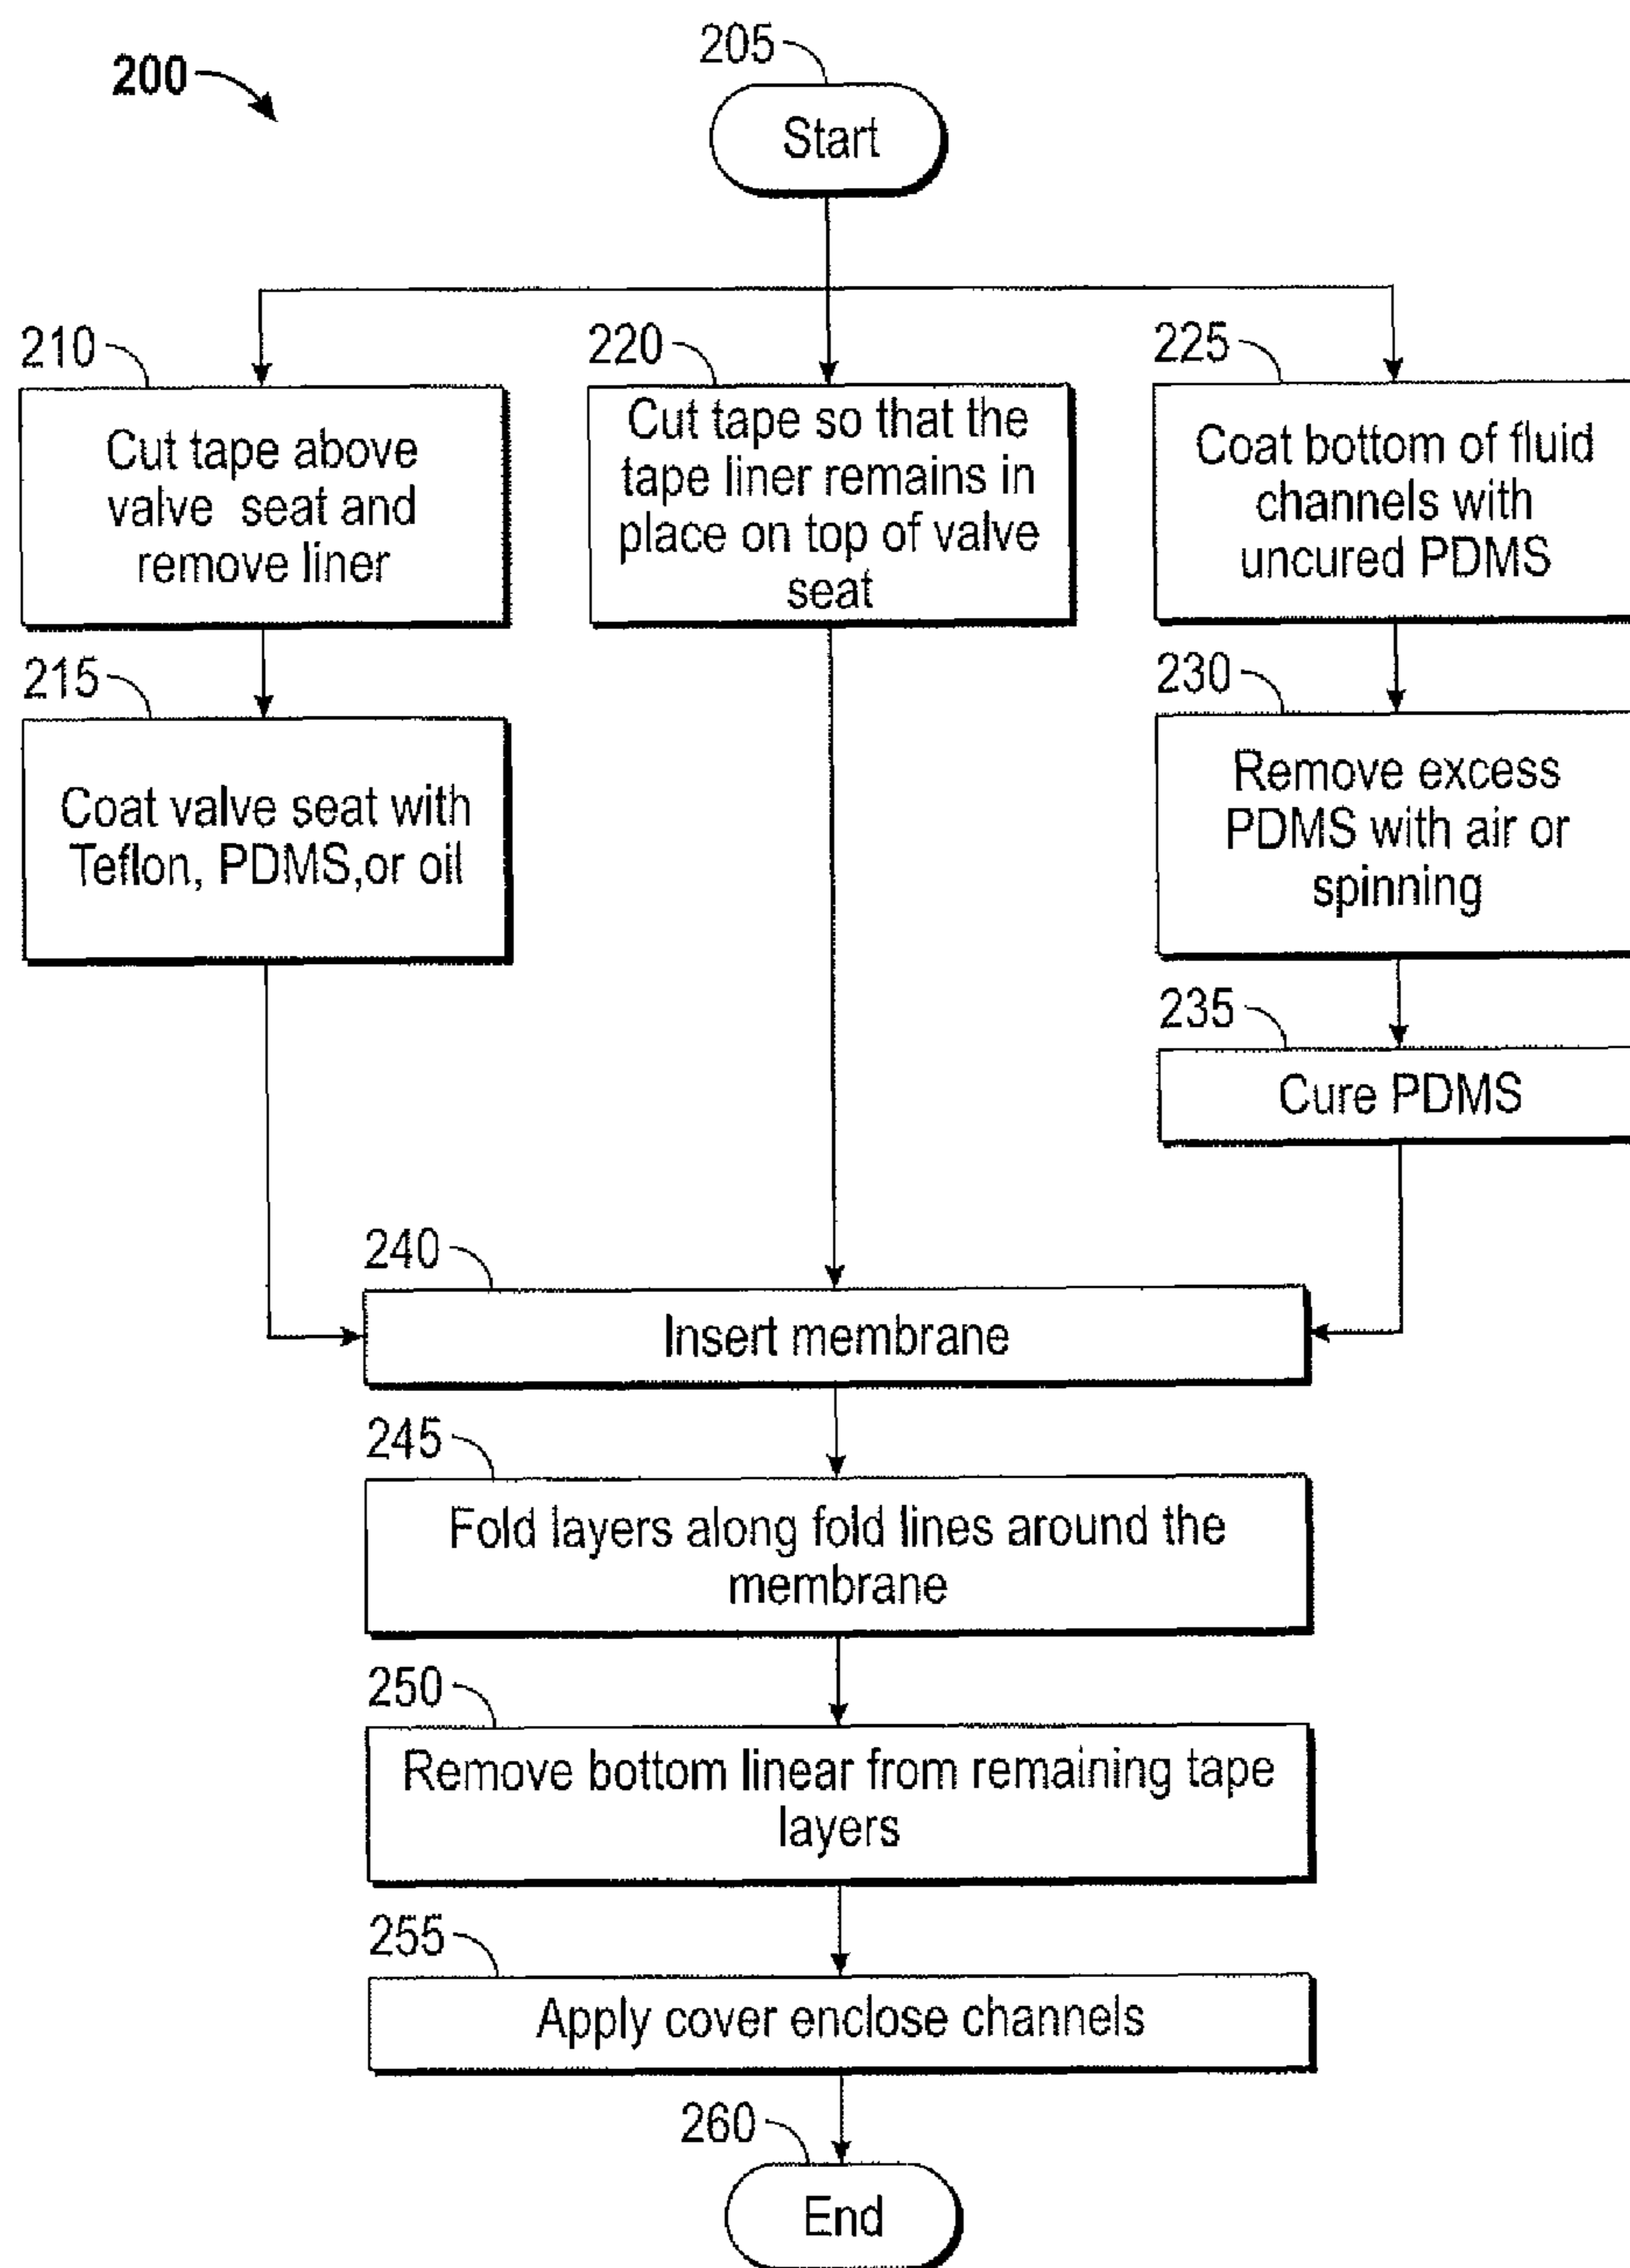 200
205
Start
210
Cut tape above
valve seat and
remove liner
220
Cut tape so that the
tape liner remains in
place on top of valve
seat
225
Coat bottom of fluid
channels with
uncured PDMS
215
Coat valve seat with
Teflon, PDMS,or oil
230
Remove excess
PDMS with air or
spinning
235
Cure PDMS
240
Insert membrane
245
Fold layers along fold lines around the
membrane
250
Remove bottom linear from remaining tape
layers
255
Apply cover enclose channels
260
End